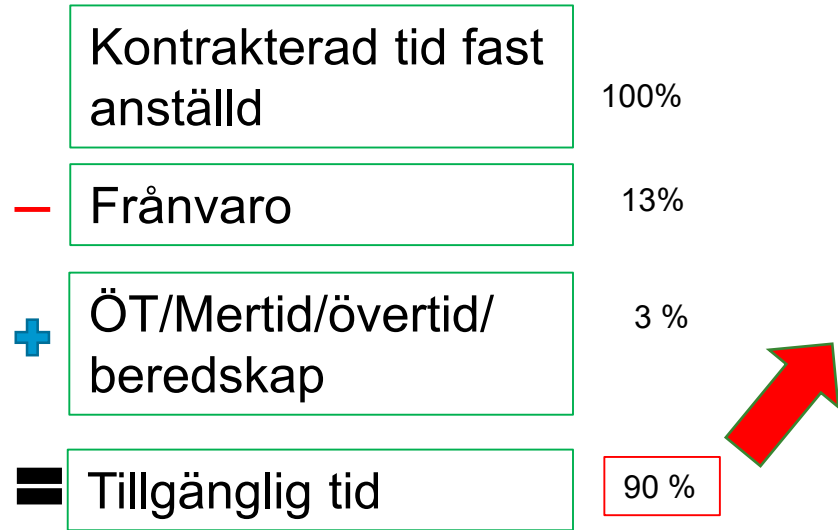 Kontrakterad tid fast
anställd
100%
– Frånvaro
13%
+ ÖT/Mertid/övertid/
beredskap
3 %
= Tillgänglig tid
90 %